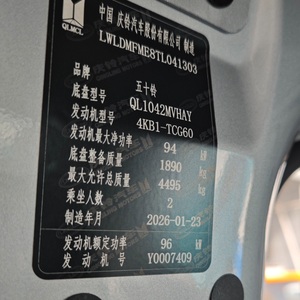 QLMCL
中国 庆铃汽车股份有限公司 制造
LWLDMFME8TL041303
品牌 五十铃
底盘型号 QL1042MVHAY
发动机型号 4KB1-TCG60
发动机最大净功率 94 kW
底盘整备质量 1890 kg
最大允许总质量 4495 kg
乘坐人数 2
制造年月 2026-01-23
发动机额定功率 96 kW
发动机号 Y0007409